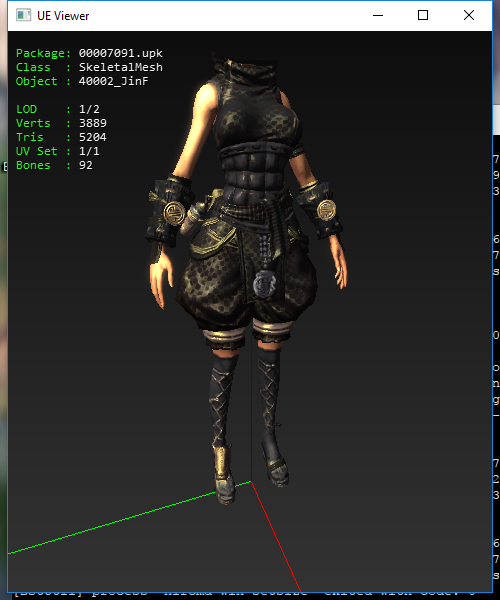 UE Viewer
Package: 00007091.upk
Class : SkeletalMesh
Object : 40002_JinF
LOD : 1/2
Verts : 3889
Tris : 5204
UV Set : 1/1
Bones : 92